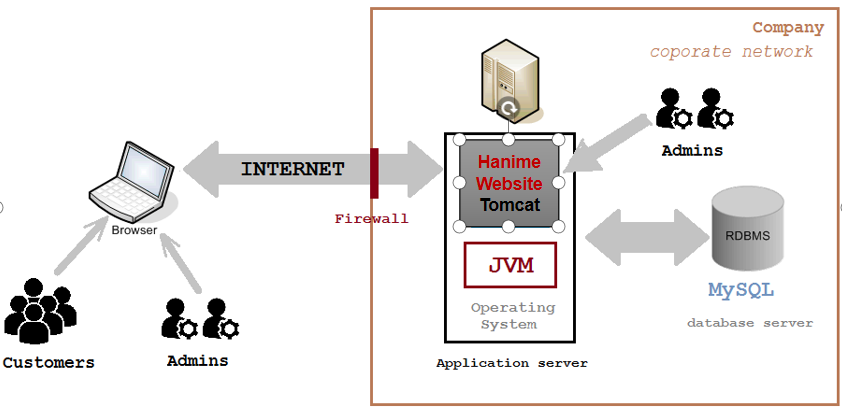 Company
coporate network
Hanime
Website
Tomcat
Admins
INTERNET
Firewall
Browser
RDBMS
JVM
MySQL
Operating
System
database server
Customers
Admins
Application server